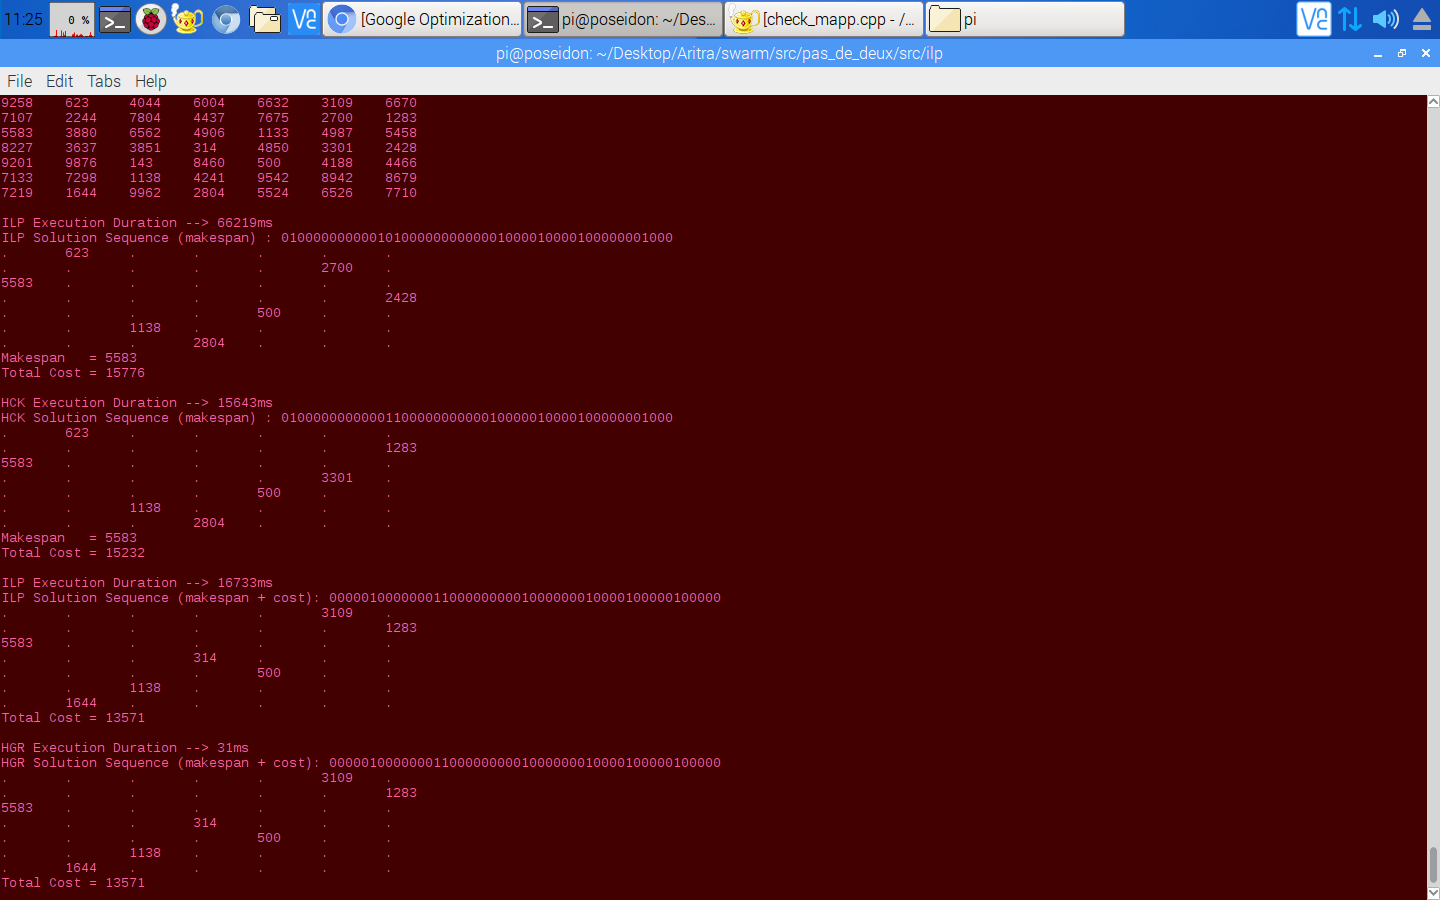 11:25 0 % [Google Optimization... pi@poseidon: ~/Des... [check_mapp.cpp - /... pi
pi@poseidon: ~/Desktop/Aritra/swarm/src/pas_de_deux/src/ilp
File Edit Tabs Help
9258 623 4044 6004 6632 3109 6670
7107 2244 7804 4437 7675 2700 1283
5583 3880 6562 4906 1133 4987 5458
8227 3637 3851 314 4850 3301 2428
9201 9876 143 8460 500 4188 4466
7133 7298 1138 4241 9542 8942 8679
7219 1644 9962 2804 5524 6526 7710
ILP Execution Duration --> 66219ms
ILP Solution Sequence (makespan) : 010000000000101000000000000010000100001000000001000
. 623 . . . . .
. . . . . 2700 .
5583 . . . . . .
. . . . . . 2428
. . . . 500 . .
. . 1138 . . . .
. . . 2804 . . .
Makespan = 5583
Total Cost = 15776
HCK Execution Duration --> 15643ms
HCK Solution Sequence (makespan) : 0100000000000110000000000010000010000100000001000
. 623 . . . . .
. . . . . . 1283
5583 . . . . . .
. . . . . 3301 .
. . . . 500 . .
. . 1138 . . . .
. . . 2804 . . .
Makespan = 5583
Total Cost = 15232
ILP Execution Duration --> 16733ms
ILP Solution Sequence (makespan + cost): 0000010000000110000000001000000010000100000100000
. . . . . 3109 .
. . . . . . 1283
5583 . . . . . .
. . . 314 . . .
. . . . 500 . .
. . 1138 . . . .
. 1644 . . . . .
Total Cost = 13571
HGR Execution Duration --> 31ms
HGR Solution Sequence (makespan + cost): 0000010000000110000000001000000010000100000100000
. . . . . 3109 .
. . . . . . 1283
5583 . . . . . .
. . . 314 . . .
. . . . 500 . .
. . 1138 . . . .
. 1644 . . . . .
Total Cost = 13571